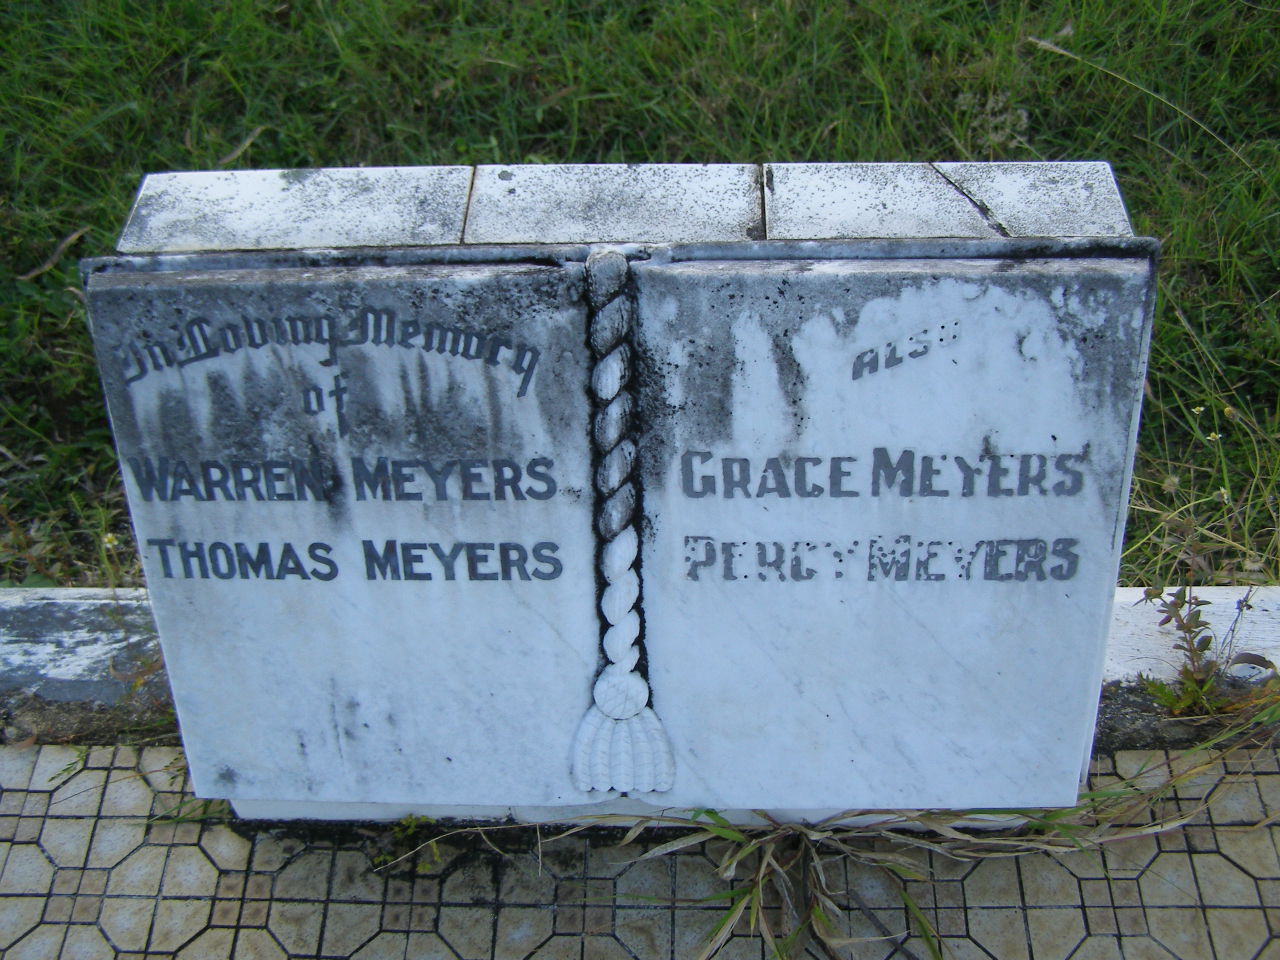 In Loving Memory
of
WARREN MEYERS
THOMAS MEYERS
ALSO
GRACE MEYERS
PERCY MEYERS